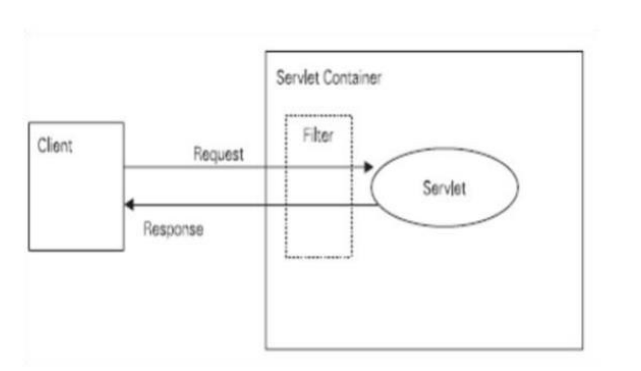 Servlet Container
Client
Filter
Request
Servlet
Response